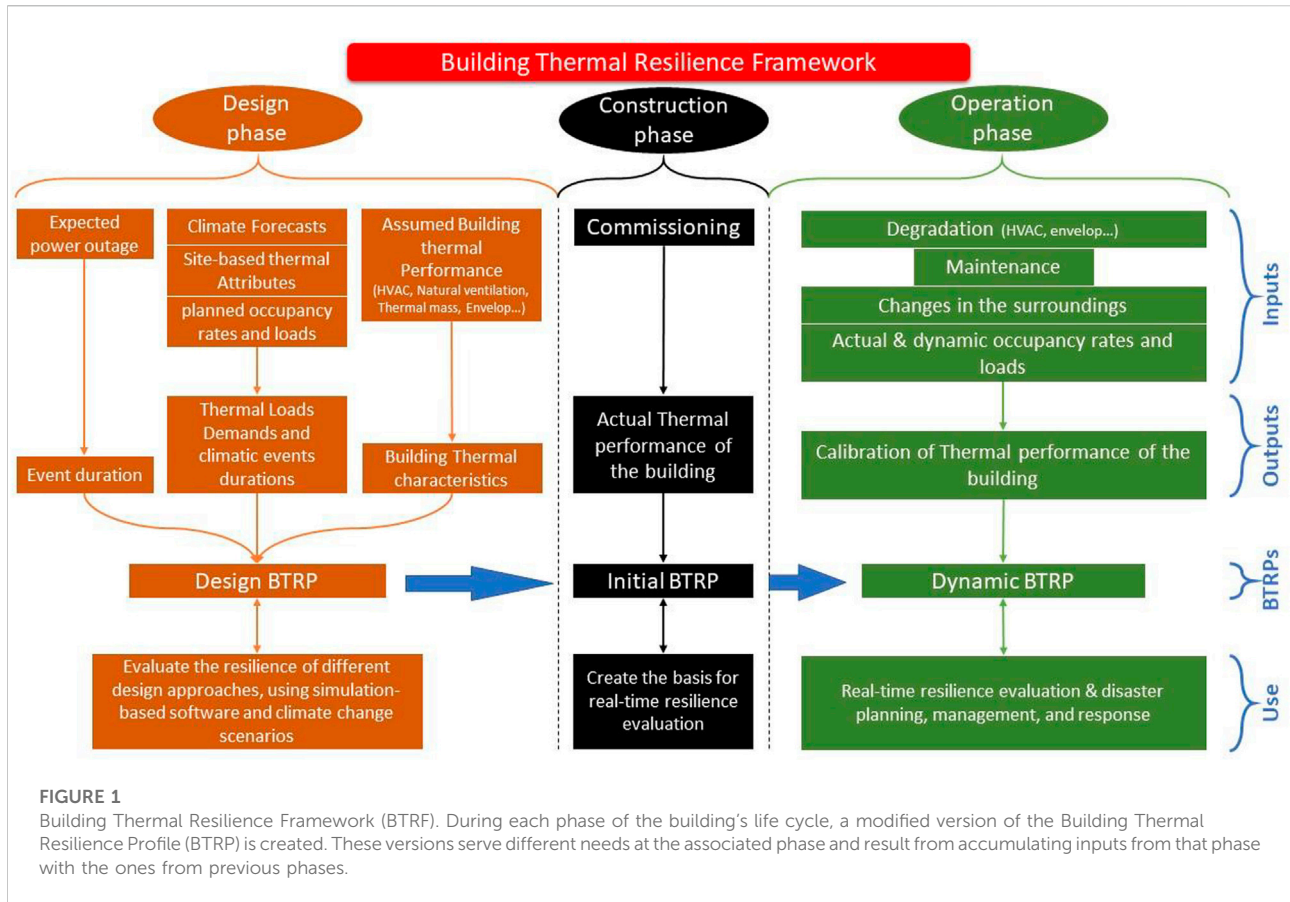 Building Thermal Resilience Framework
Design
phase
Construction
phase
Operation
phase
Expected
power outage
Climate Forecasts
Site-based thermal
Attributes
planned occupancy
rates and loads
Assumed Building
thermal
Performance
(HVAC, Natural ventilation,
Thermal mass, Envelop...)
Commissioning
Degradation (HVAC, envelop...)
Maintenance
Changes in the surroundings
Actual & dynamic occupancy rates and
loads
Inputs
Event duration
Thermal Loads
Demands and
climatic events
durations
Building Thermal
characteristics
Actual Thermal
performance of
the building
Calibration of Thermal performance of the
building
Outputs
Design BTRP
Initial BTRP
Dynamic BTRP
BTRPs
Evaluate the resilience of different
design approaches, using simulation-
based software and climate change
scenarios
Create the basis for
real-time resilience
evaluation
Real-time resilience evaluation & disaster
planning, management, and response
Use
FIGURE 1
Building Thermal Resilience Framework (BTRF). During each phase of the building's life cycle, a modified version of the Building Thermal
Resilience Profile (BTRP) is created. These versions serve different needs at the associated phase and result from accumulating inputs from that phase
with the ones from previous phases.